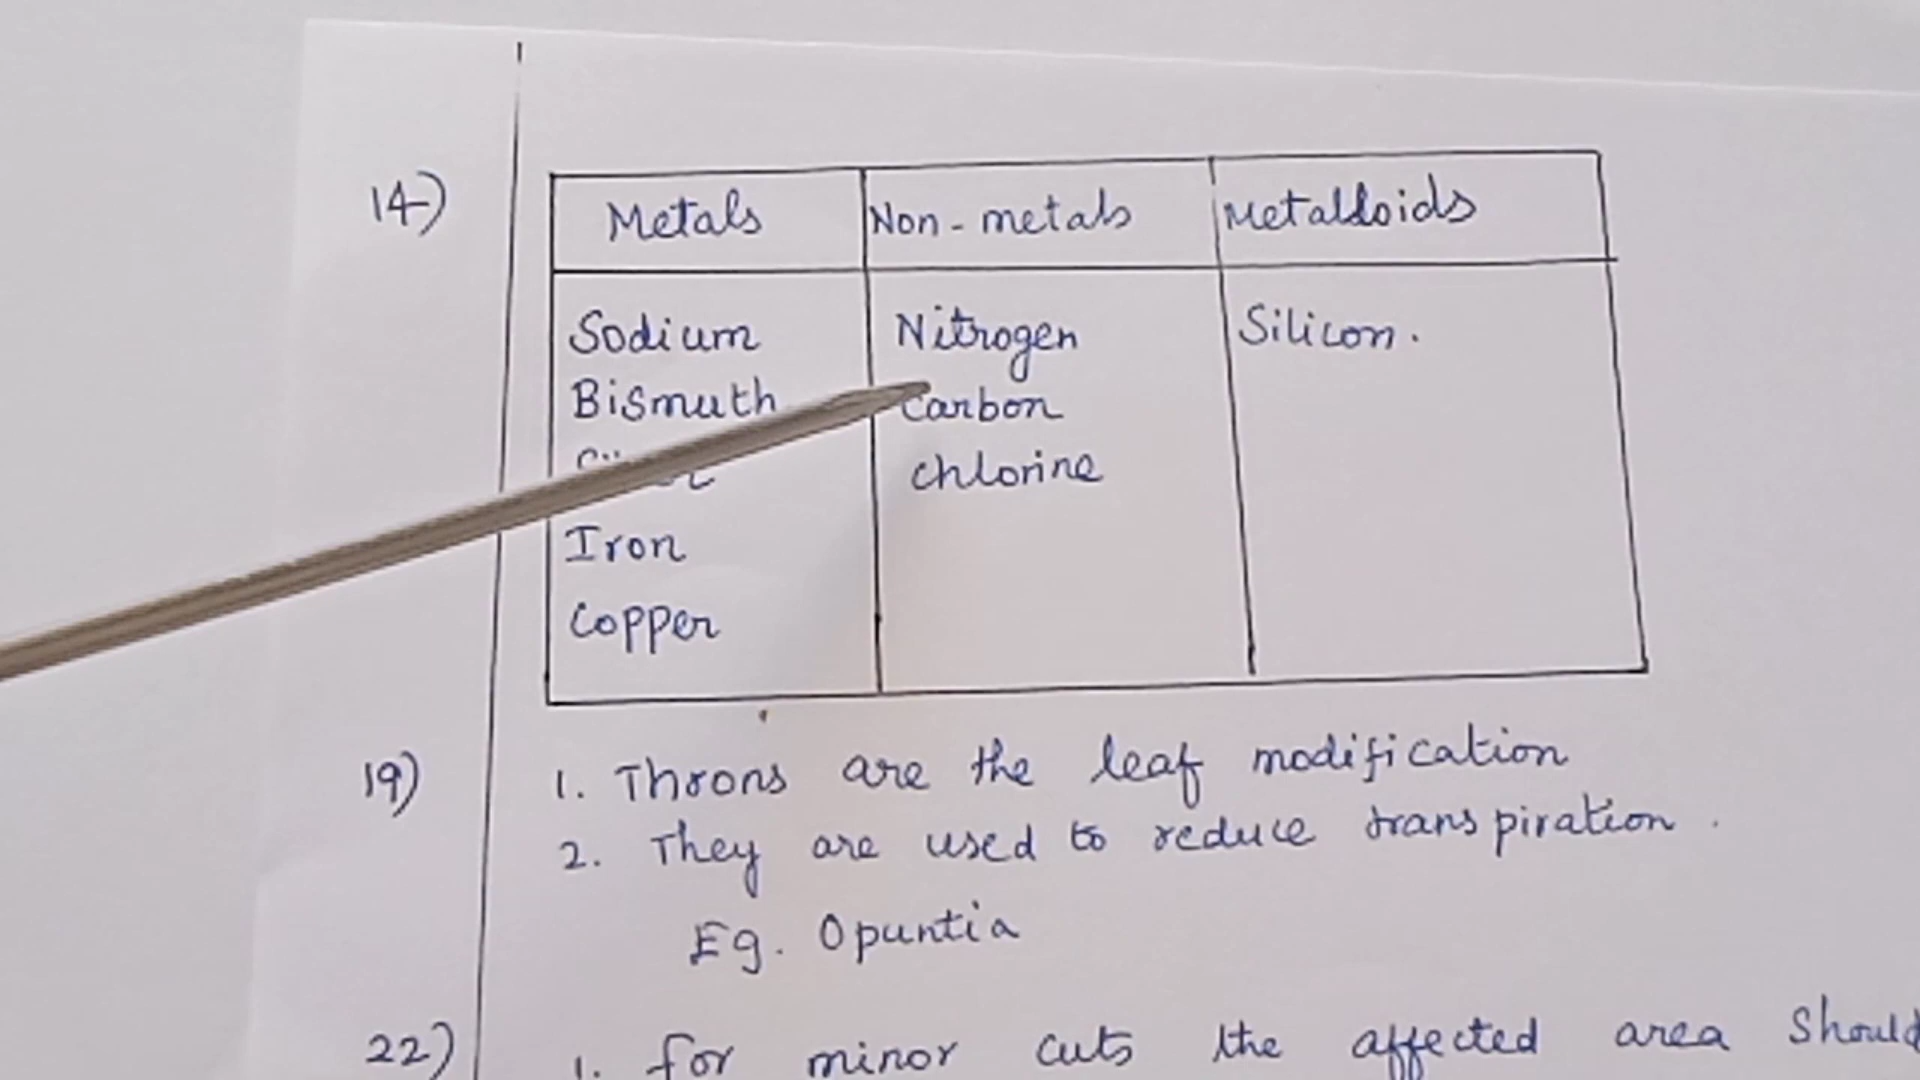 14)
Metals Non-metals Metalloids
Sodium Nitrogen Silicon.
Bismuth Carbon
chlorine
Iron
Copper
19) 1. Throns are the leaf modification
2. They are used to reduce transpiration.
Eg. Opuntia
22) 1. for minor cuts the affected area should